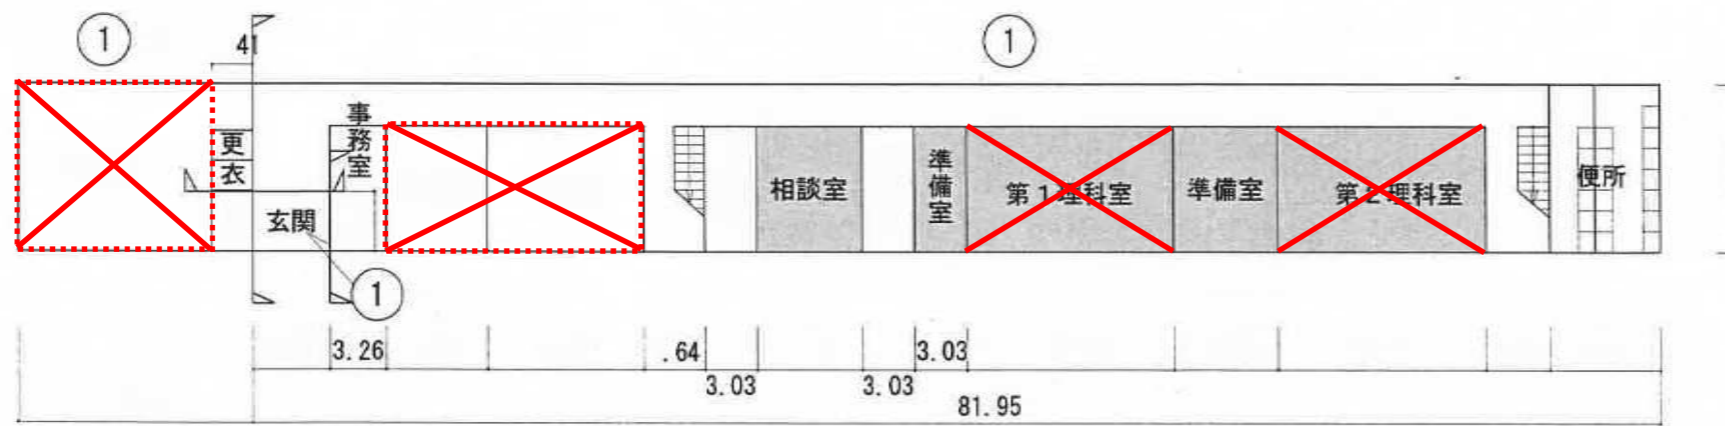 ①
①
41
更衣
事務室
玄関
①
相談室
準備室
第1理科室
準備室
第2理科室
便所
3.26
.64
3.03
3.03
3.03
81.95